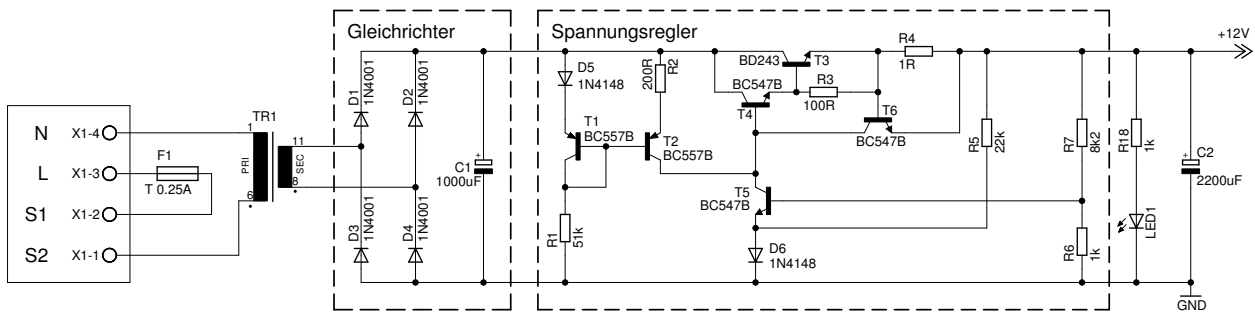 Gleichrichter
Spannungsregler
+12V
N X1-4
L X1-3
S1 X1-2
S2 X1-1
F1
T 0.25A
TR1
PRI
SEC
1
6
11
8
D1
1N4001
D2
1N4001
D3
1N4001
D4
1N4001
C1
+
1000uF
D5
1N4148
200R
R2
T1
BC557B
T2
BC557B
R1
51k
BD243
T3
BC547B
T4
R3
100R
R4
1R
T6
BC547B
T5
BC547B
D6
1N4148
R5
22k
R7
8k2
R6
1k
R18
1k
LED1
C2
+
2200uF
GND